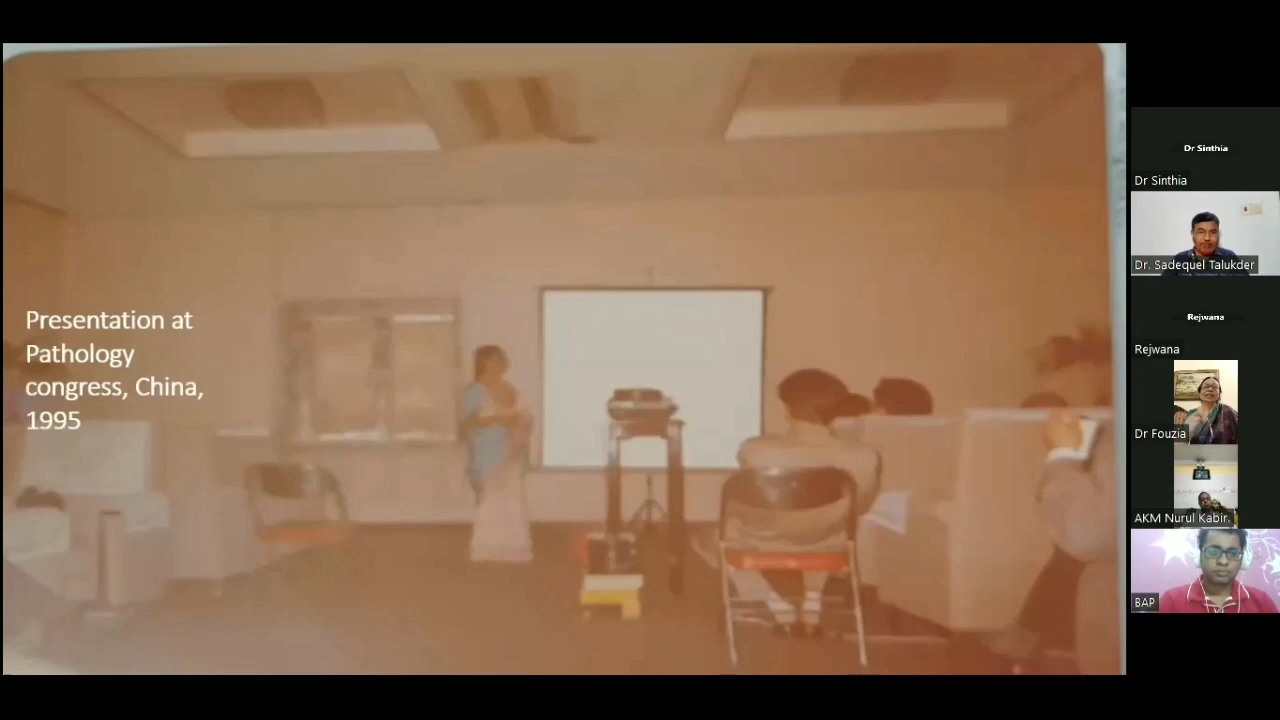 Presentation at
Pathology
congress, China,
1995
Dr Sinthia
Dr Sinthia
Dr. Sadequel Talukder
Rejwana
Rejwana
Dr Fouzia
AKM Nurul Kabir.
BAP